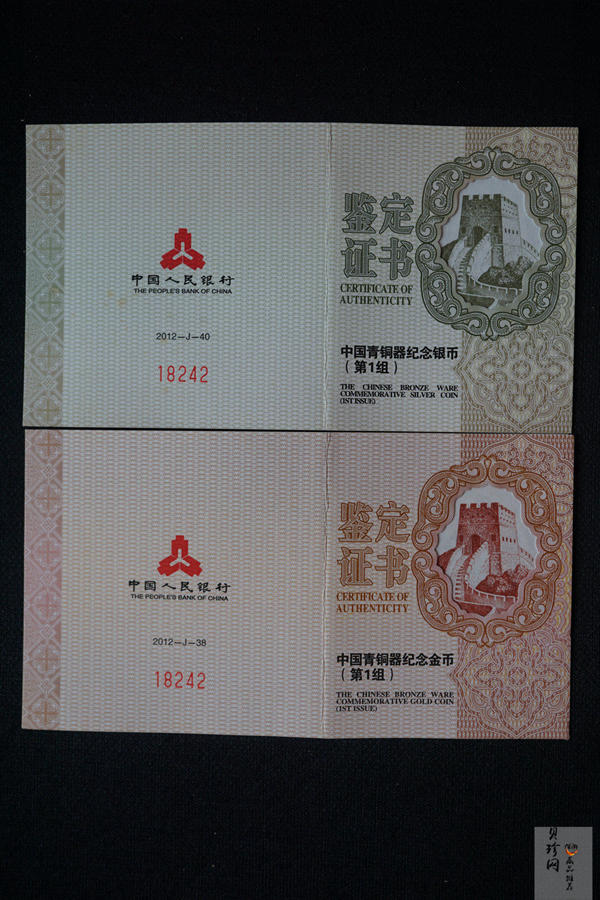 中国人民银行
THE PEOPLE'S BANK OF CHINA
2012-J-40
18242
鉴定
证书
CERTIFICATE OF
AUTHENTICITY
中国青铜器纪念银币
（第1组）
THE CHINESE BRONZE WARE
COMMEMORATIVE SILVER COIN
(1ST ISSUE)
中国人民银行
THE PEOPLE'S BANK OF CHINA
2012-J-38
18242
鉴定
证书
CERTIFICATE OF
AUTHENTICITY
中国青铜器纪念金币
（第1组）
THE CHINESE BRONZE WARE
COMMEMORATIVE GOLD COIN
(1ST ISSUE)
贝珍网